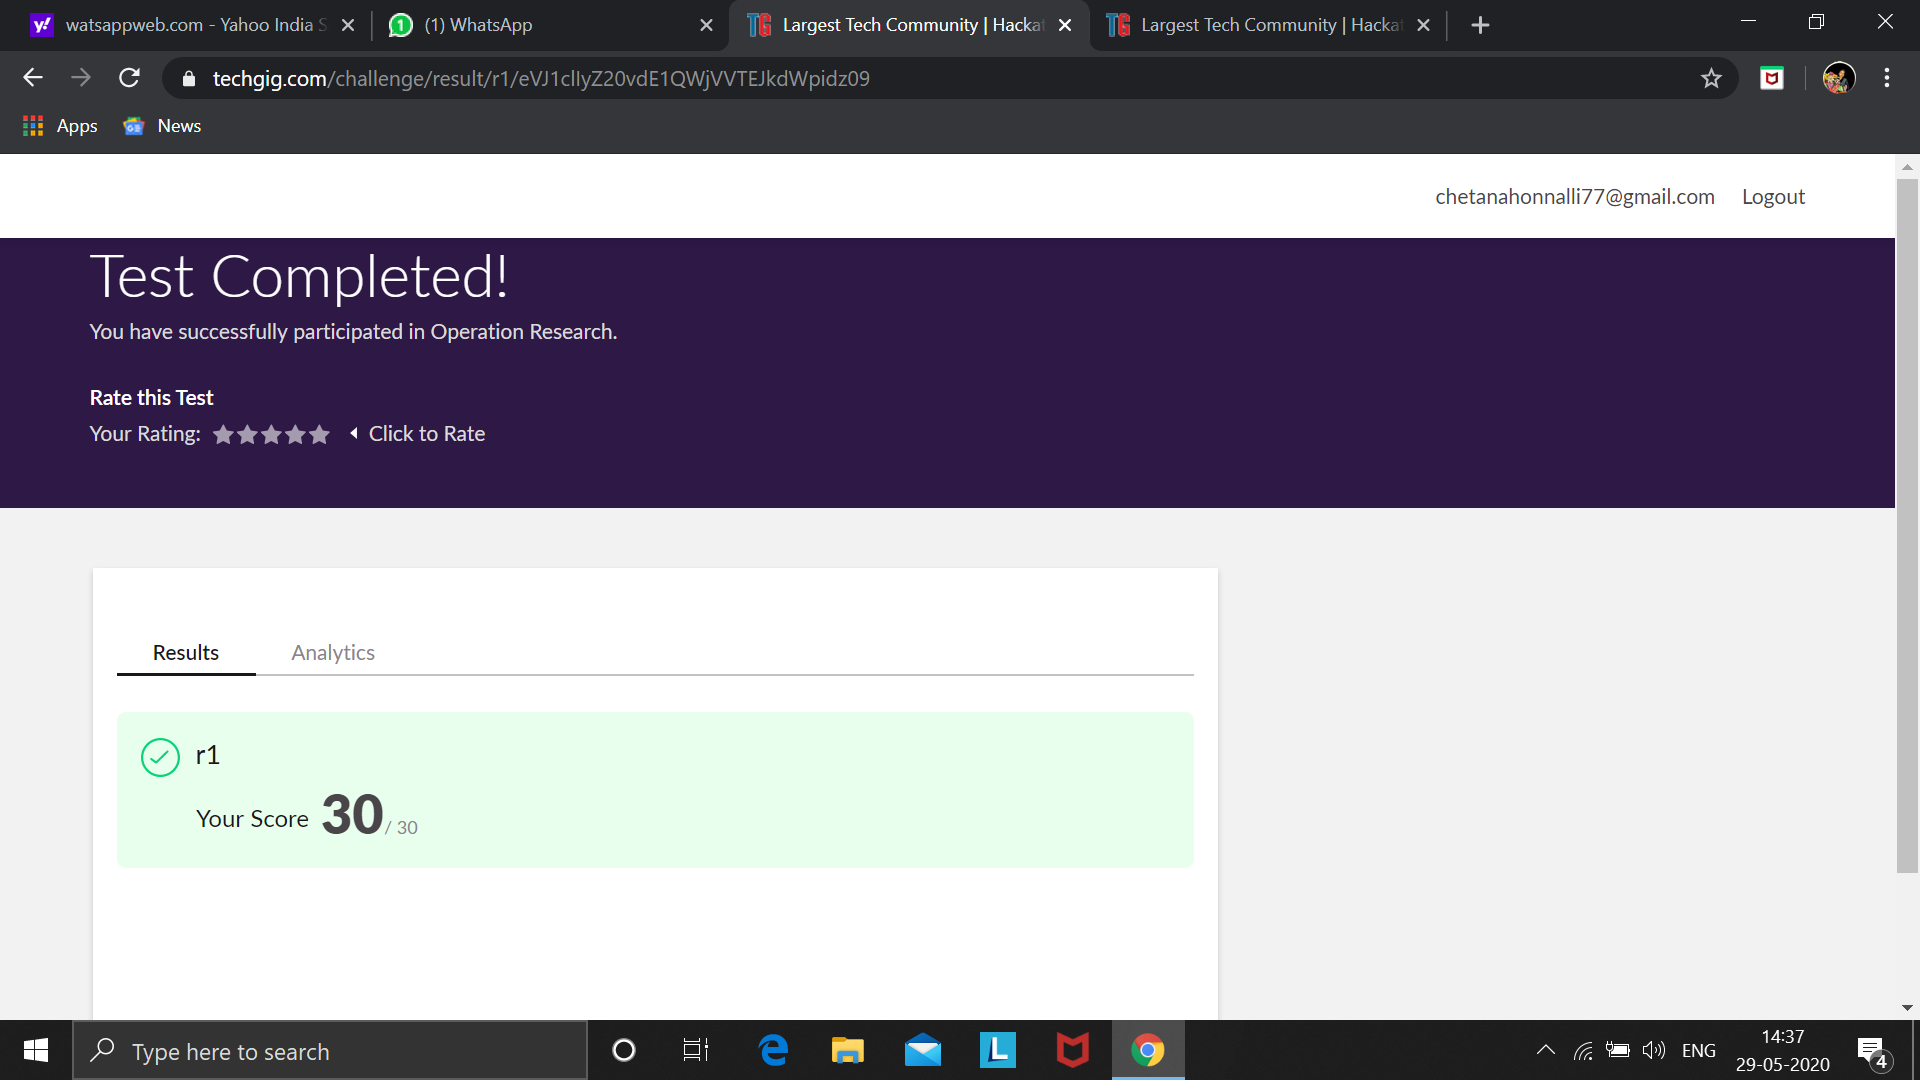 watsappweb.com - Yahoo India S
(1) WhatsApp
Largest Tech Community | Hackat
Largest Tech Community | Hackat
techgig.com/challenge/result/r1/eVJ1clIyZ20vdE1QWjVVTEJkdWpidz09
Apps
News
chetanahonnalli77@gmail.com Logout
Test Completed!
You have successfully participated in Operation Research.
Rate this Test
Your Rating: Click to Rate
Results Analytics
r1
Your Score 30 / 30
Type here to search
ENG
14:37
29-05-2020
4